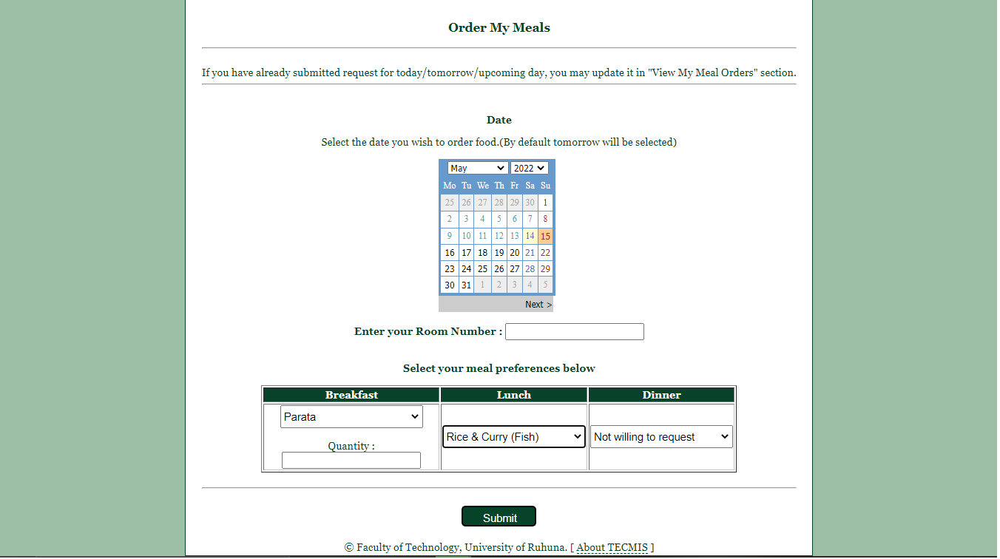 Order My Meals
If you have already submitted request for today/tomorrow/upcoming day, you may update it in "View My Meal Orders" section.
Date
Select the date you wish to order food.(By default tomorrow will be selected)
May 2022
Mo Tu We Th Fr Sa Su
25 26 27 28 29 30 1
2 3 4 5 6 7 8
9 10 11 12 13 14 15
16 17 18 19 20 21 22
23 24 25 26 27 28 29
30 31 1 2 3 4 5
Next >
Enter your Room Number :
Select your meal preferences below
Breakfast Lunch Dinner
Parata
Rice & Curry (Fish) Not willing to request
Quantity :
Submit
© Faculty of Technology, University of Ruhuna. [ About TECMIS ]